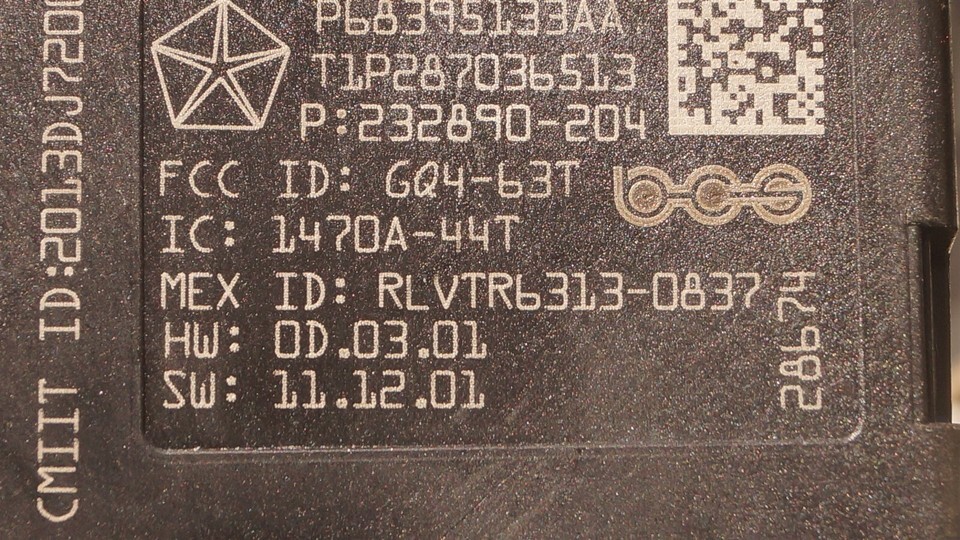 P68395133AA
T1P287036513
P:232890-204
FCC ID: GQ4-63T
IC: 1470A-44T
MEX ID: RLVTR6313-0837
HW: 0D.03.01
SW: 11.12.01
28674
CMIIT ID:2013DJ720